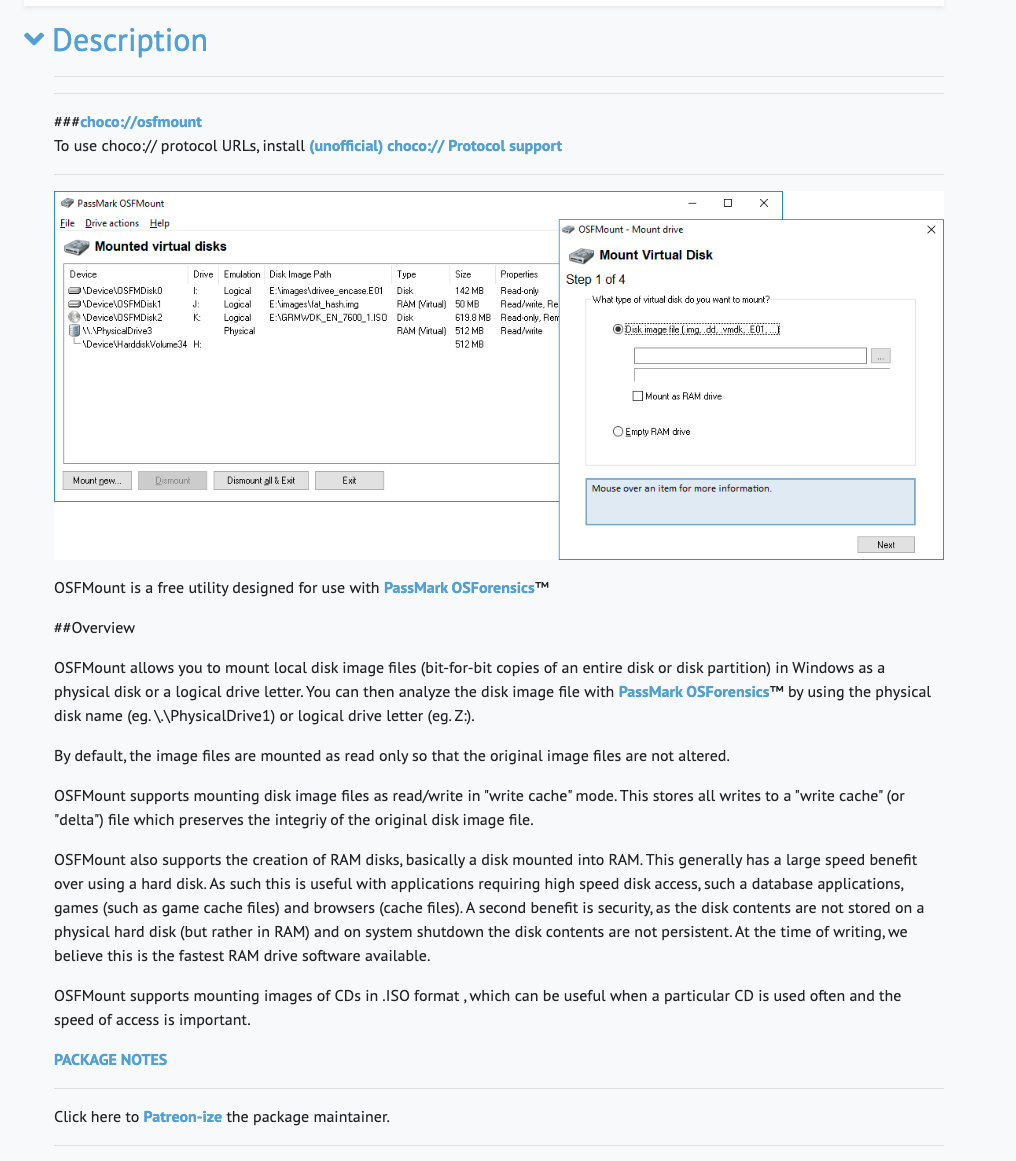 Description
###choco://osfmount
To use choco:// protocol URLs, install (unofficial) choco:// Protocol support
PassMark OSFMount
File Drive actions Help
Mounted virtual disks
Device Drive Emulation Disk Image Path Type Size Properties
\Device\OSFMDisk0 I: Logical E:\images\drivee_encase.E01 Disk 142 MB Read-only
\Device\OSFMDisk1 J: Logical E:\images\fat_hash.img RAM (Virtual) 50 MB Read/write, Re
\Device\OSFMDisk2 K: Logical E:\GRMWDK_EN_7600_1.ISO Disk 619.8 MB Read-only, Rem
\\.\PhysicalDrive3 Physical RAM (Virtual) 512 MB Read/write
\Device\HarddiskVolume34 H: 512 MB
Mount new... Dismount Dismount all & Exit Exit
OSFMount - Mount drive
Mount Virtual Disk
Step 1 of 4
What type of virtual disk do you want to mount?
Disk image file (.img, .dd, .vmdk, .E01, ...)
...
Mount as RAM drive
Empty RAM drive
Mouse over an item for more information.
Next
OSFMount is a free utility designed for use with PassMark OSForensics™
##Overview
OSFMount allows you to mount local disk image files (bit-for-bit copies of an entire disk or disk partition) in Windows as a
physical disk or a logical drive letter. You can then analyze the disk image file with PassMark OSForensics™ by using the physical
disk name (eg. \.\PhysicalDrive1) or logical drive letter (eg. Z:).
By default, the image files are mounted as read only so that the original image files are not altered.
OSFMount supports mounting disk image files as read/write in "write cache" mode. This stores all writes to a "write cache" (or
"delta") file which preserves the integriy of the original disk image file.
OSFMount also supports the creation of RAM disks, basically a disk mounted into RAM. This generally has a large speed benefit
over using a hard disk. As such this is useful with applications requiring high speed disk access, such a database applications,
games (such as game cache files) and browsers (cache files). A second benefit is security, as the disk contents are not stored on a
physical hard disk (but rather in RAM) and on system shutdown the disk contents are not persistent. At the time of writing, we
believe this is the fastest RAM drive software available.
OSFMount supports mounting images of CDs in .ISO format , which can be useful when a particular CD is used often and the
speed of access is important.
PACKAGE NOTES
Click here to Patreon-ize the package maintainer.